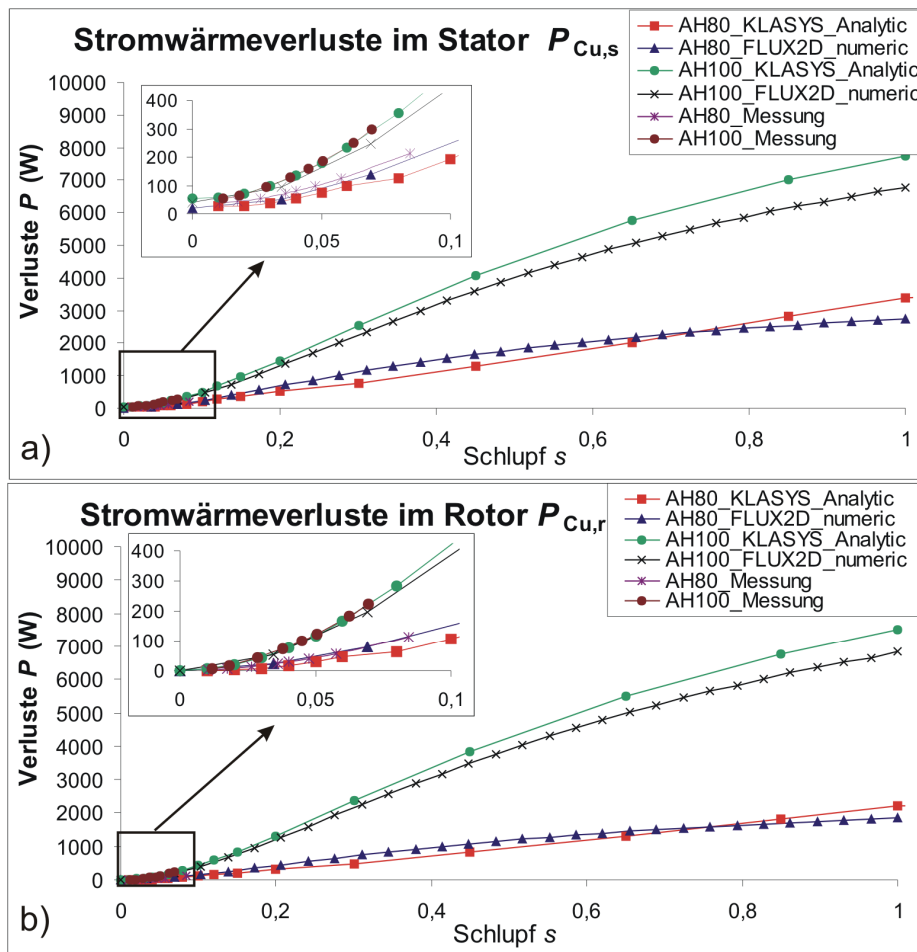 Stromwärmeverluste im Stator P Cu,s
AH80_KLASYS_Analytic
AH80_FLUX2D_numeric
AH100_KLASYS_Analytic
AH100_FLUX2D_numeric
AH80_Messung
AH100_Messung
Verluste P (W)
10000
9000
8000
7000
6000
5000
4000
3000
2000
1000
0
400
300
200
100
0
0
0,05
0,1
0
0,2
0,4
0,6
0,8
1
Schlupf s
a)
Stromwärmeverluste im Rotor P Cu,r
AH80_KLASYS_Analytic
AH80_FLUX2D_numeric
AH100_KLASYS_Analytic
AH100_FLUX2D_numeric
AH80_Messung
AH100_Messung
Verluste P (W)
10000
9000
8000
7000
6000
5000
4000
3000
2000
1000
0
400
300
200
100
0
0
0,05
0,1
0
0,2
0,4
0,6
0,8
1
Schlupf s
b)